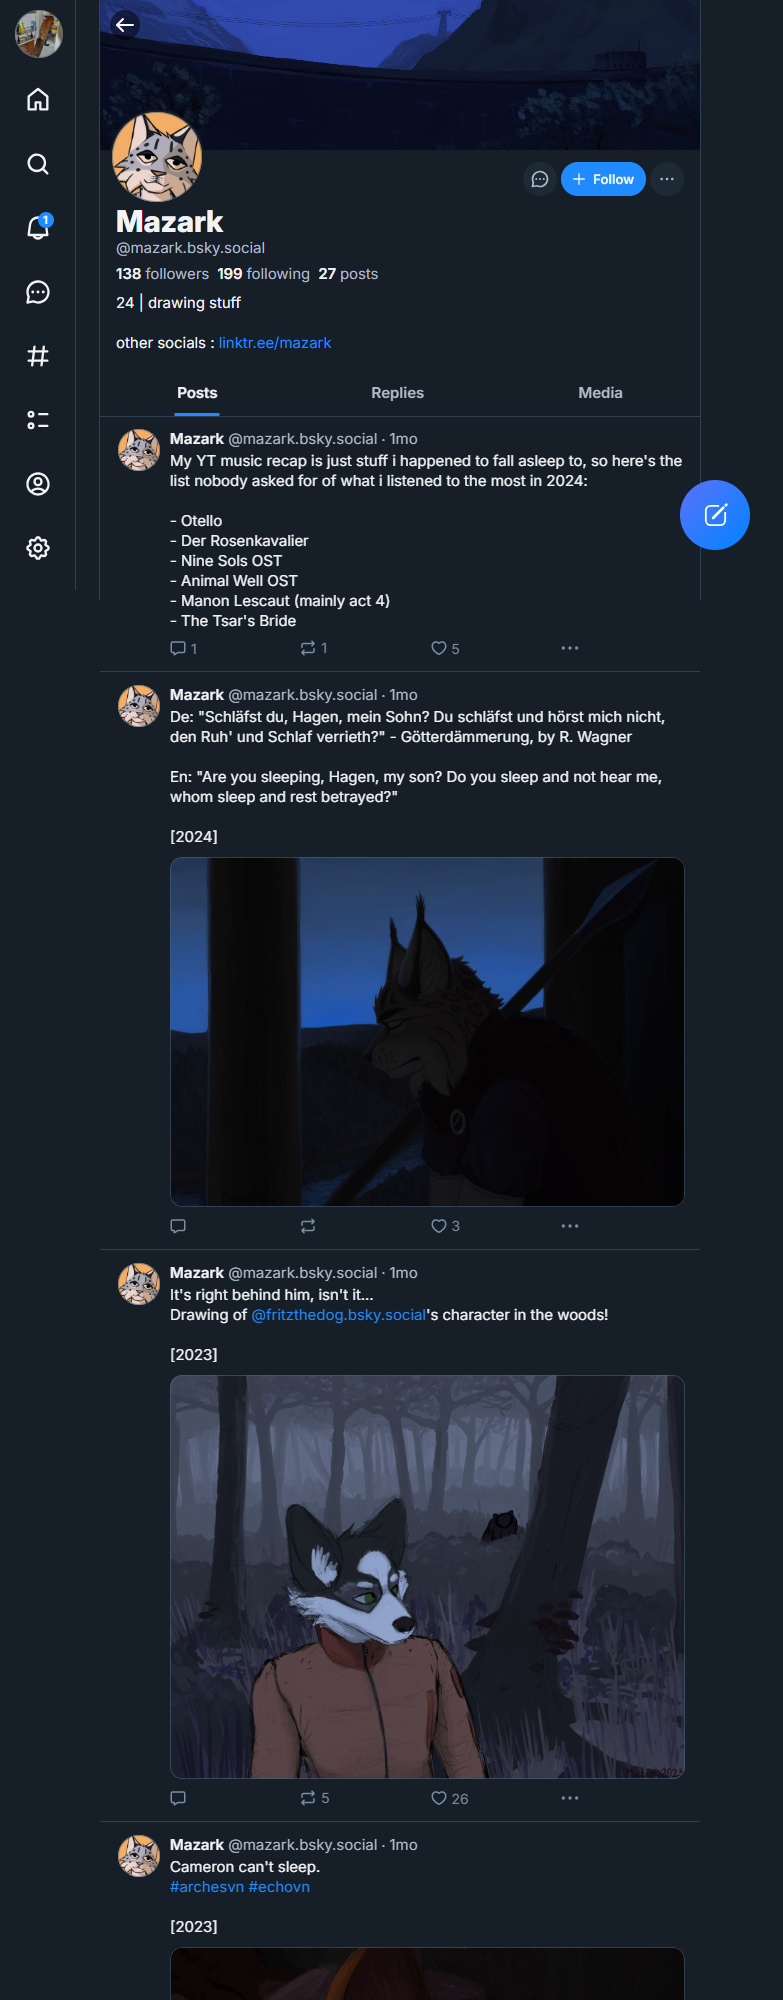 1
Follow
Mazark
@mazark.bsky.social
138 followers 199 following 27 posts
24 | drawing stuff
other socials : linktr.ee/mazark
Posts Replies Media
Mazark @mazark.bsky.social · 1mo
My YT music recap is just stuff i happened to fall asleep to, so here's the
list nobody asked for of what i listened to the most in 2024:
- Otello
- Der Rosenkavalier
- Nine Sols OST
- Animal Well OST
- Manon Lescaut (mainly act 4)
- The Tsar's Bride
1 1 5
Mazark @mazark.bsky.social · 1mo
De: "Schläfst du, Hagen, mein Sohn? Du schläfst und hörst mich nicht,
den Ruh' und Schlaf verrieth?" - Götterdämmerung, by R. Wagner
En: "Are you sleeping, Hagen, my son? Do you sleep and not hear me,
whom sleep and rest betrayed?"
[2024]
3
Mazark @mazark.bsky.social · 1mo
It's right behind him, isn't it...
Drawing of @fritzthedog.bsky.social's character in the woods!
[2023]
5 26
Mazark @mazark.bsky.social · 1mo
Cameron can't sleep.
#archesvn #echovn
[2023]